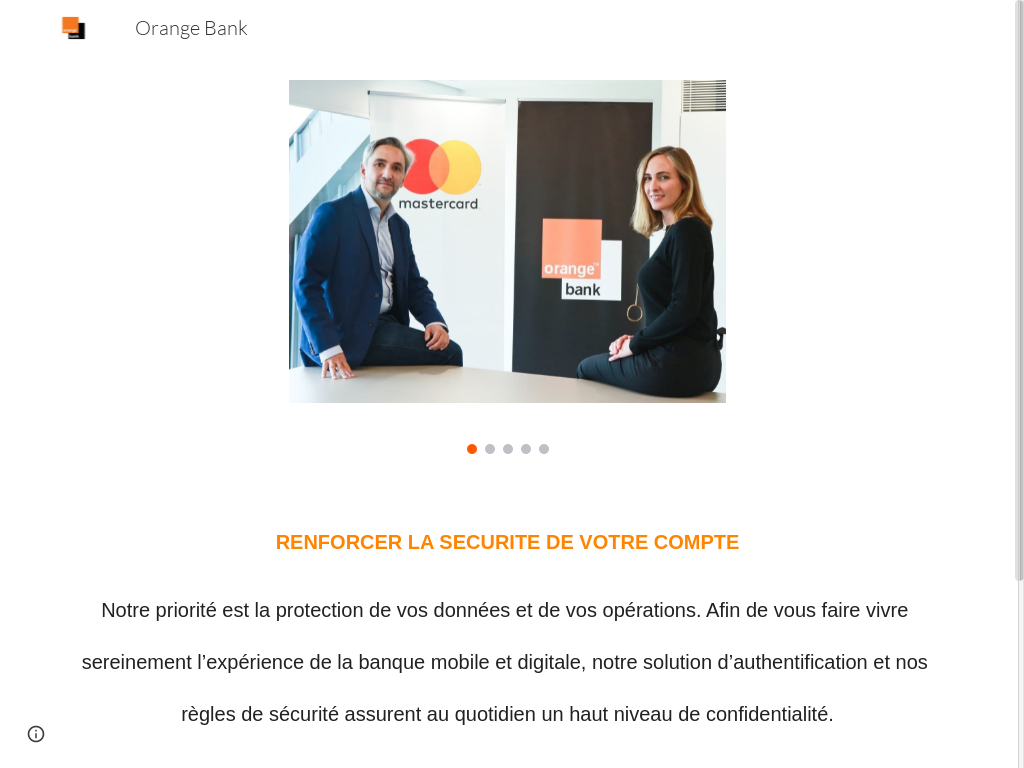 Orange Bank
mastercard
orange™
bank
RENFORCER LA SECURITE DE VOTRE COMPTE
Notre priorité est la protection de vos données et de vos opérations. Afin de vous faire vivre
sereinement l’expérience de la banque mobile et digitale, notre solution d’authentification et nos
règles de sécurité assurent au quotidien un haut niveau de confidentialité.